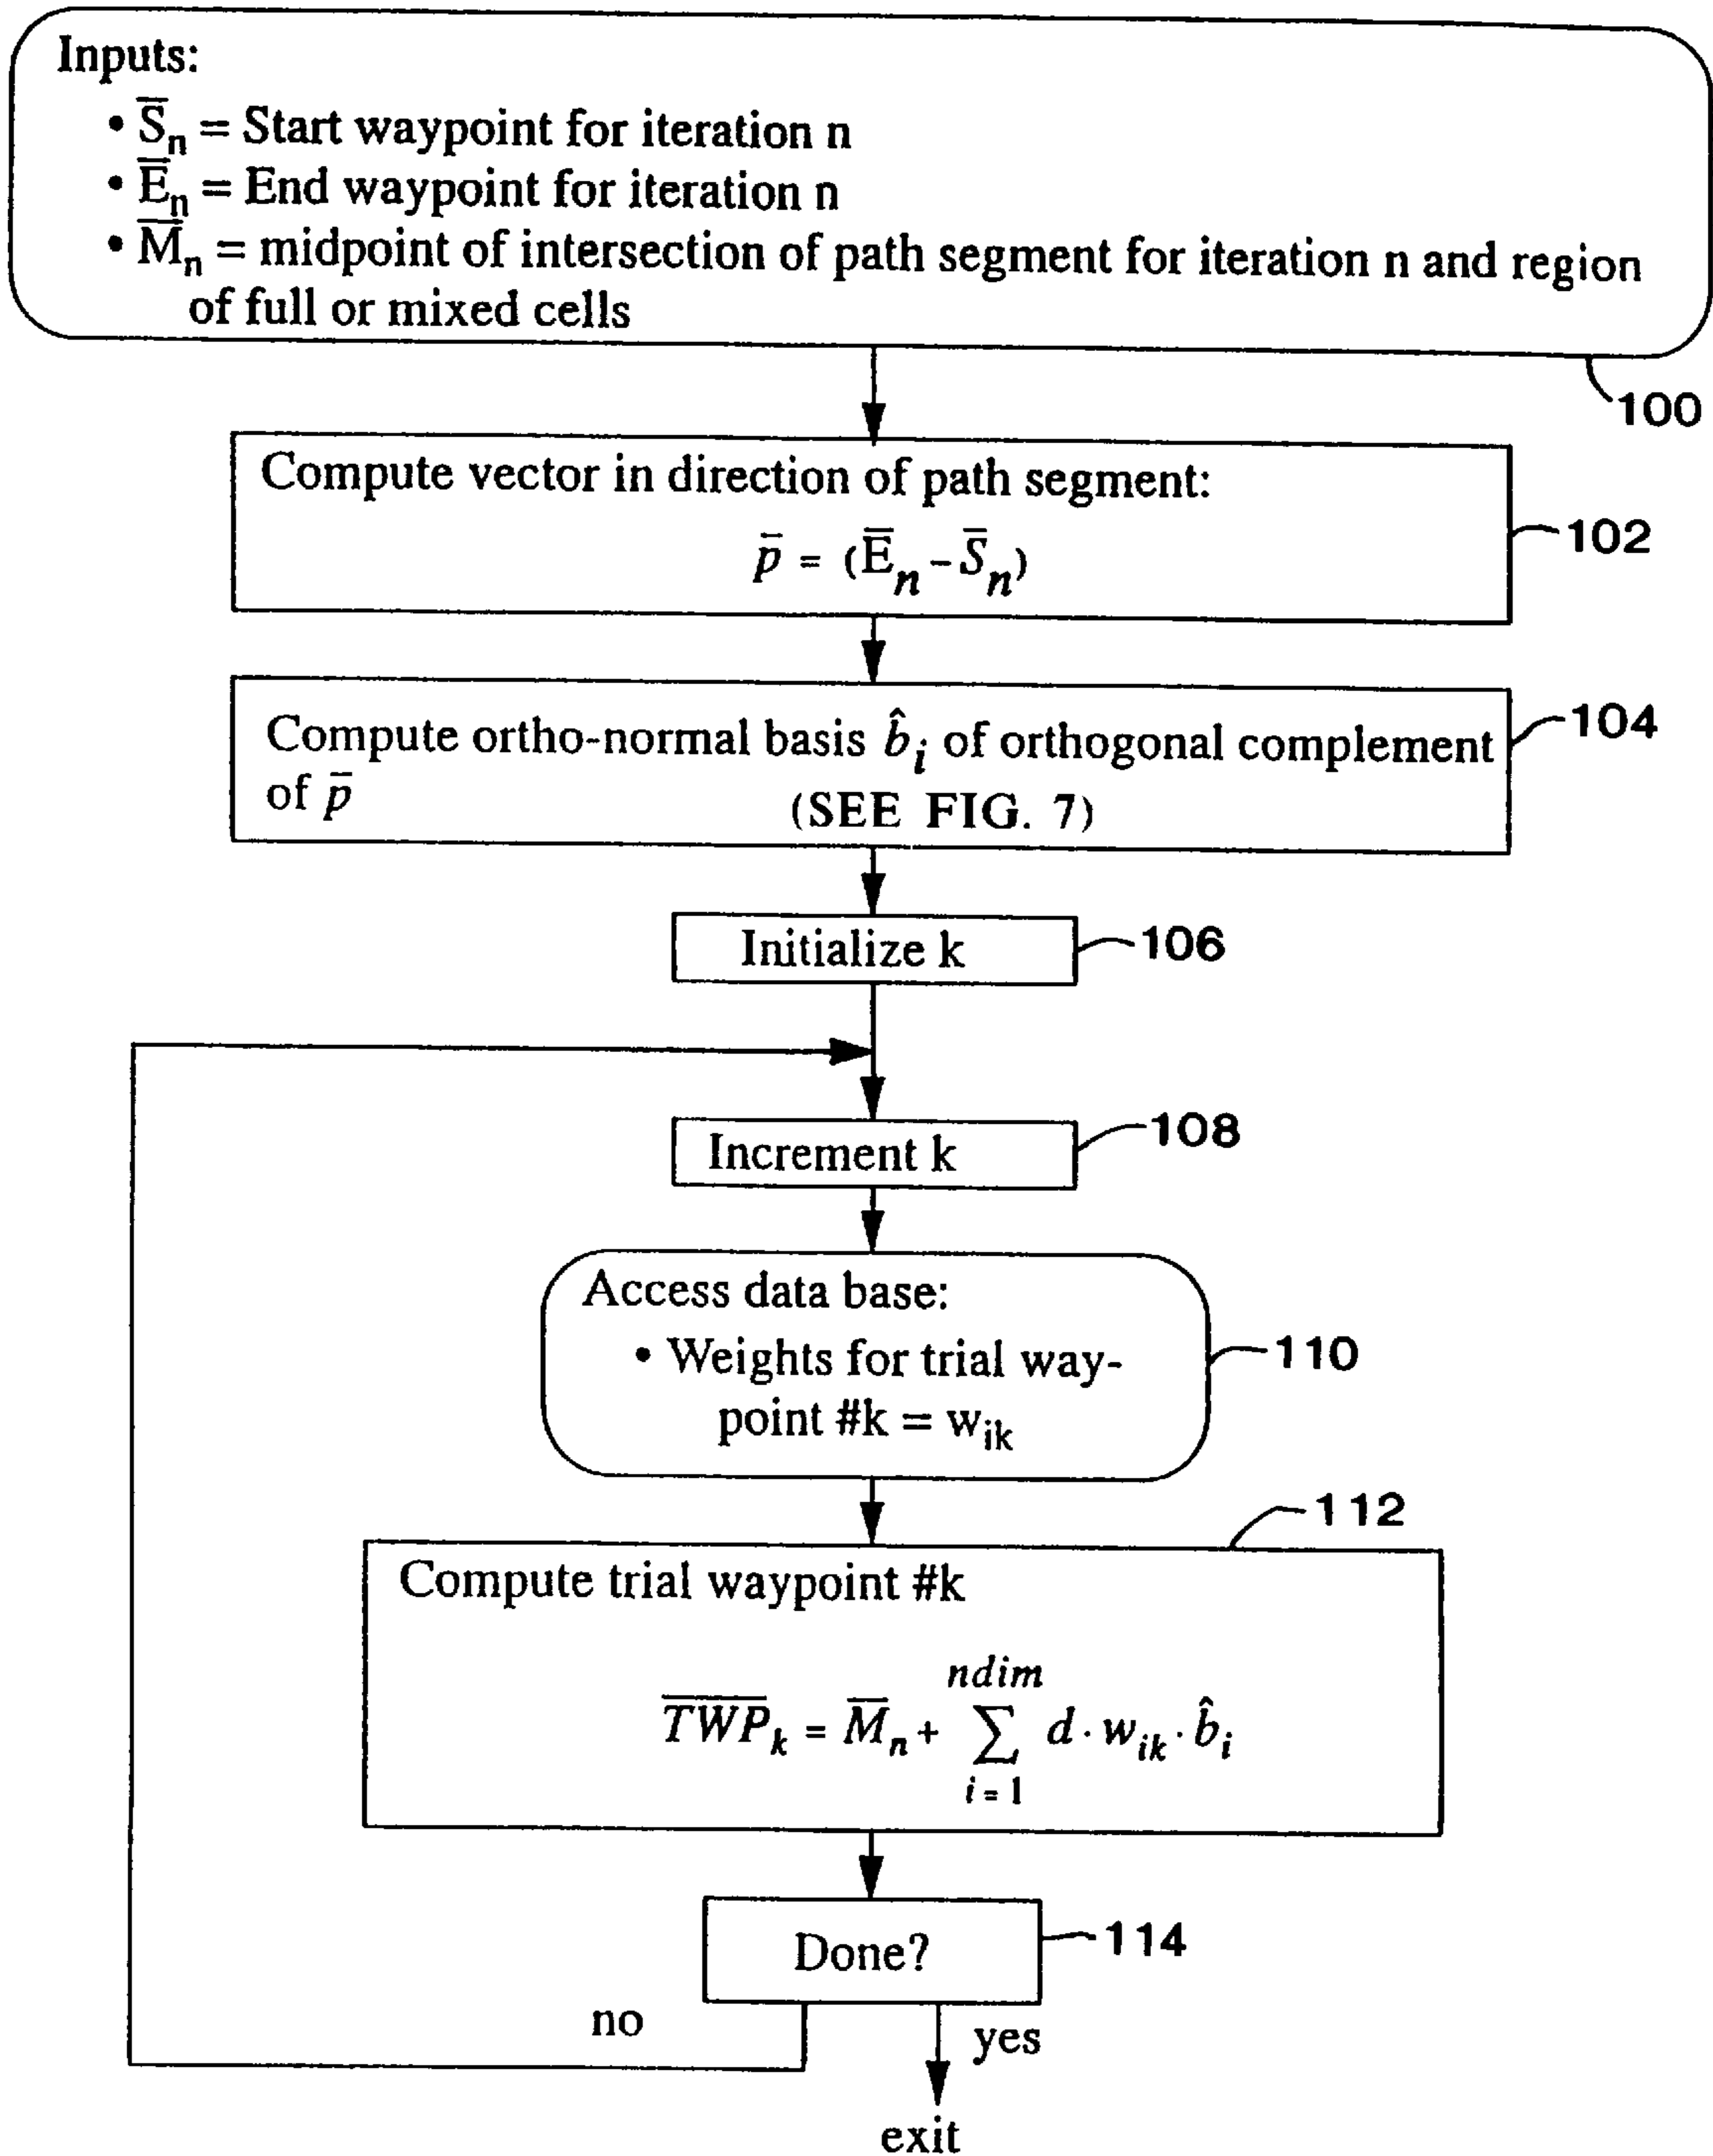 Inputs:
• S̅n = Start waypoint for iteration n
• E̅n = End waypoint for iteration n
• M̅n = midpoint of intersection of path segment for iteration n and region
of full or mixed cells
100
Compute vector in direction of path segment:
p̅ = (E̅n - S̅n)
102
Compute ortho-normal basis b̂i of orthogonal complement
of p̅
(SEE FIG. 7)
104
Initialize k
106
Increment k
108
Access data base:
• Weights for trial way-
point #k = wik
110
112
Compute trial waypoint #k
T̅W̅P̅k = M̅n + ndim ∑ i = 1 d · wik · b̂i
Done?
114
no
yes
exit